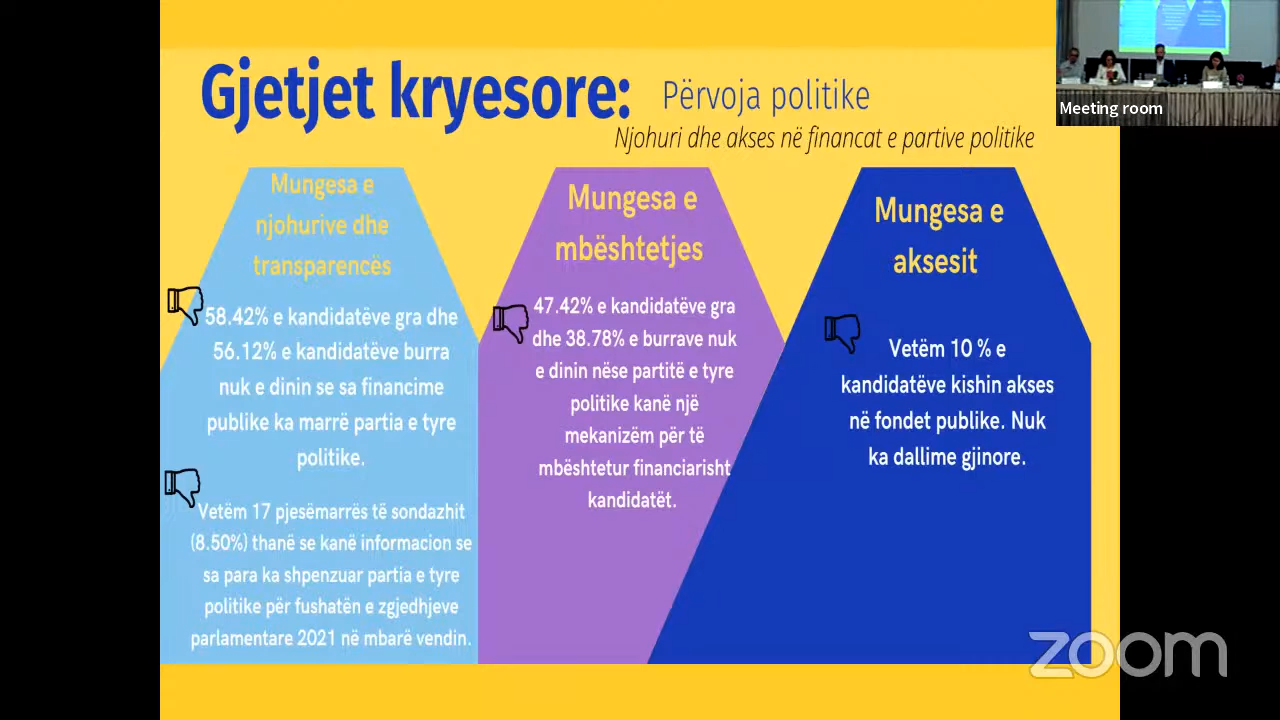 Gjetjet kryesore:
Përvoja politike
Njohuri dhe akses në financat e partive politike
Meeting room
Mungesa e
njohurive dhe
transparencës
58.42% e kandidatëve gra dhe
56.12% e kandidatëve burra
nuk e dinin se sa financime
publike ka marrë partia e tyre
politike.
Vetëm 17 pjesëmarrës të sondazhit
(8.50%) thanë se kanë informacion se
sa para ka shpenzuar partia e tyre
politike për fushatën e zgjedhjeve
parlamentare 2021 në mbarë vendin.
Mungesa e
mbështetjes
47.42% e kandidatëve gra
dhe 38.78% e burrave nuk
e dinin nëse partitë e tyre
politike kanë një
mekanizëm për të
mbështetur financiarisht
kandidatët.
Mungesa e
aksesit
Vetëm 10 % e
kandidatëve kishin akses
në fondet publike. Nuk
ka dallime gjinore.
zoom